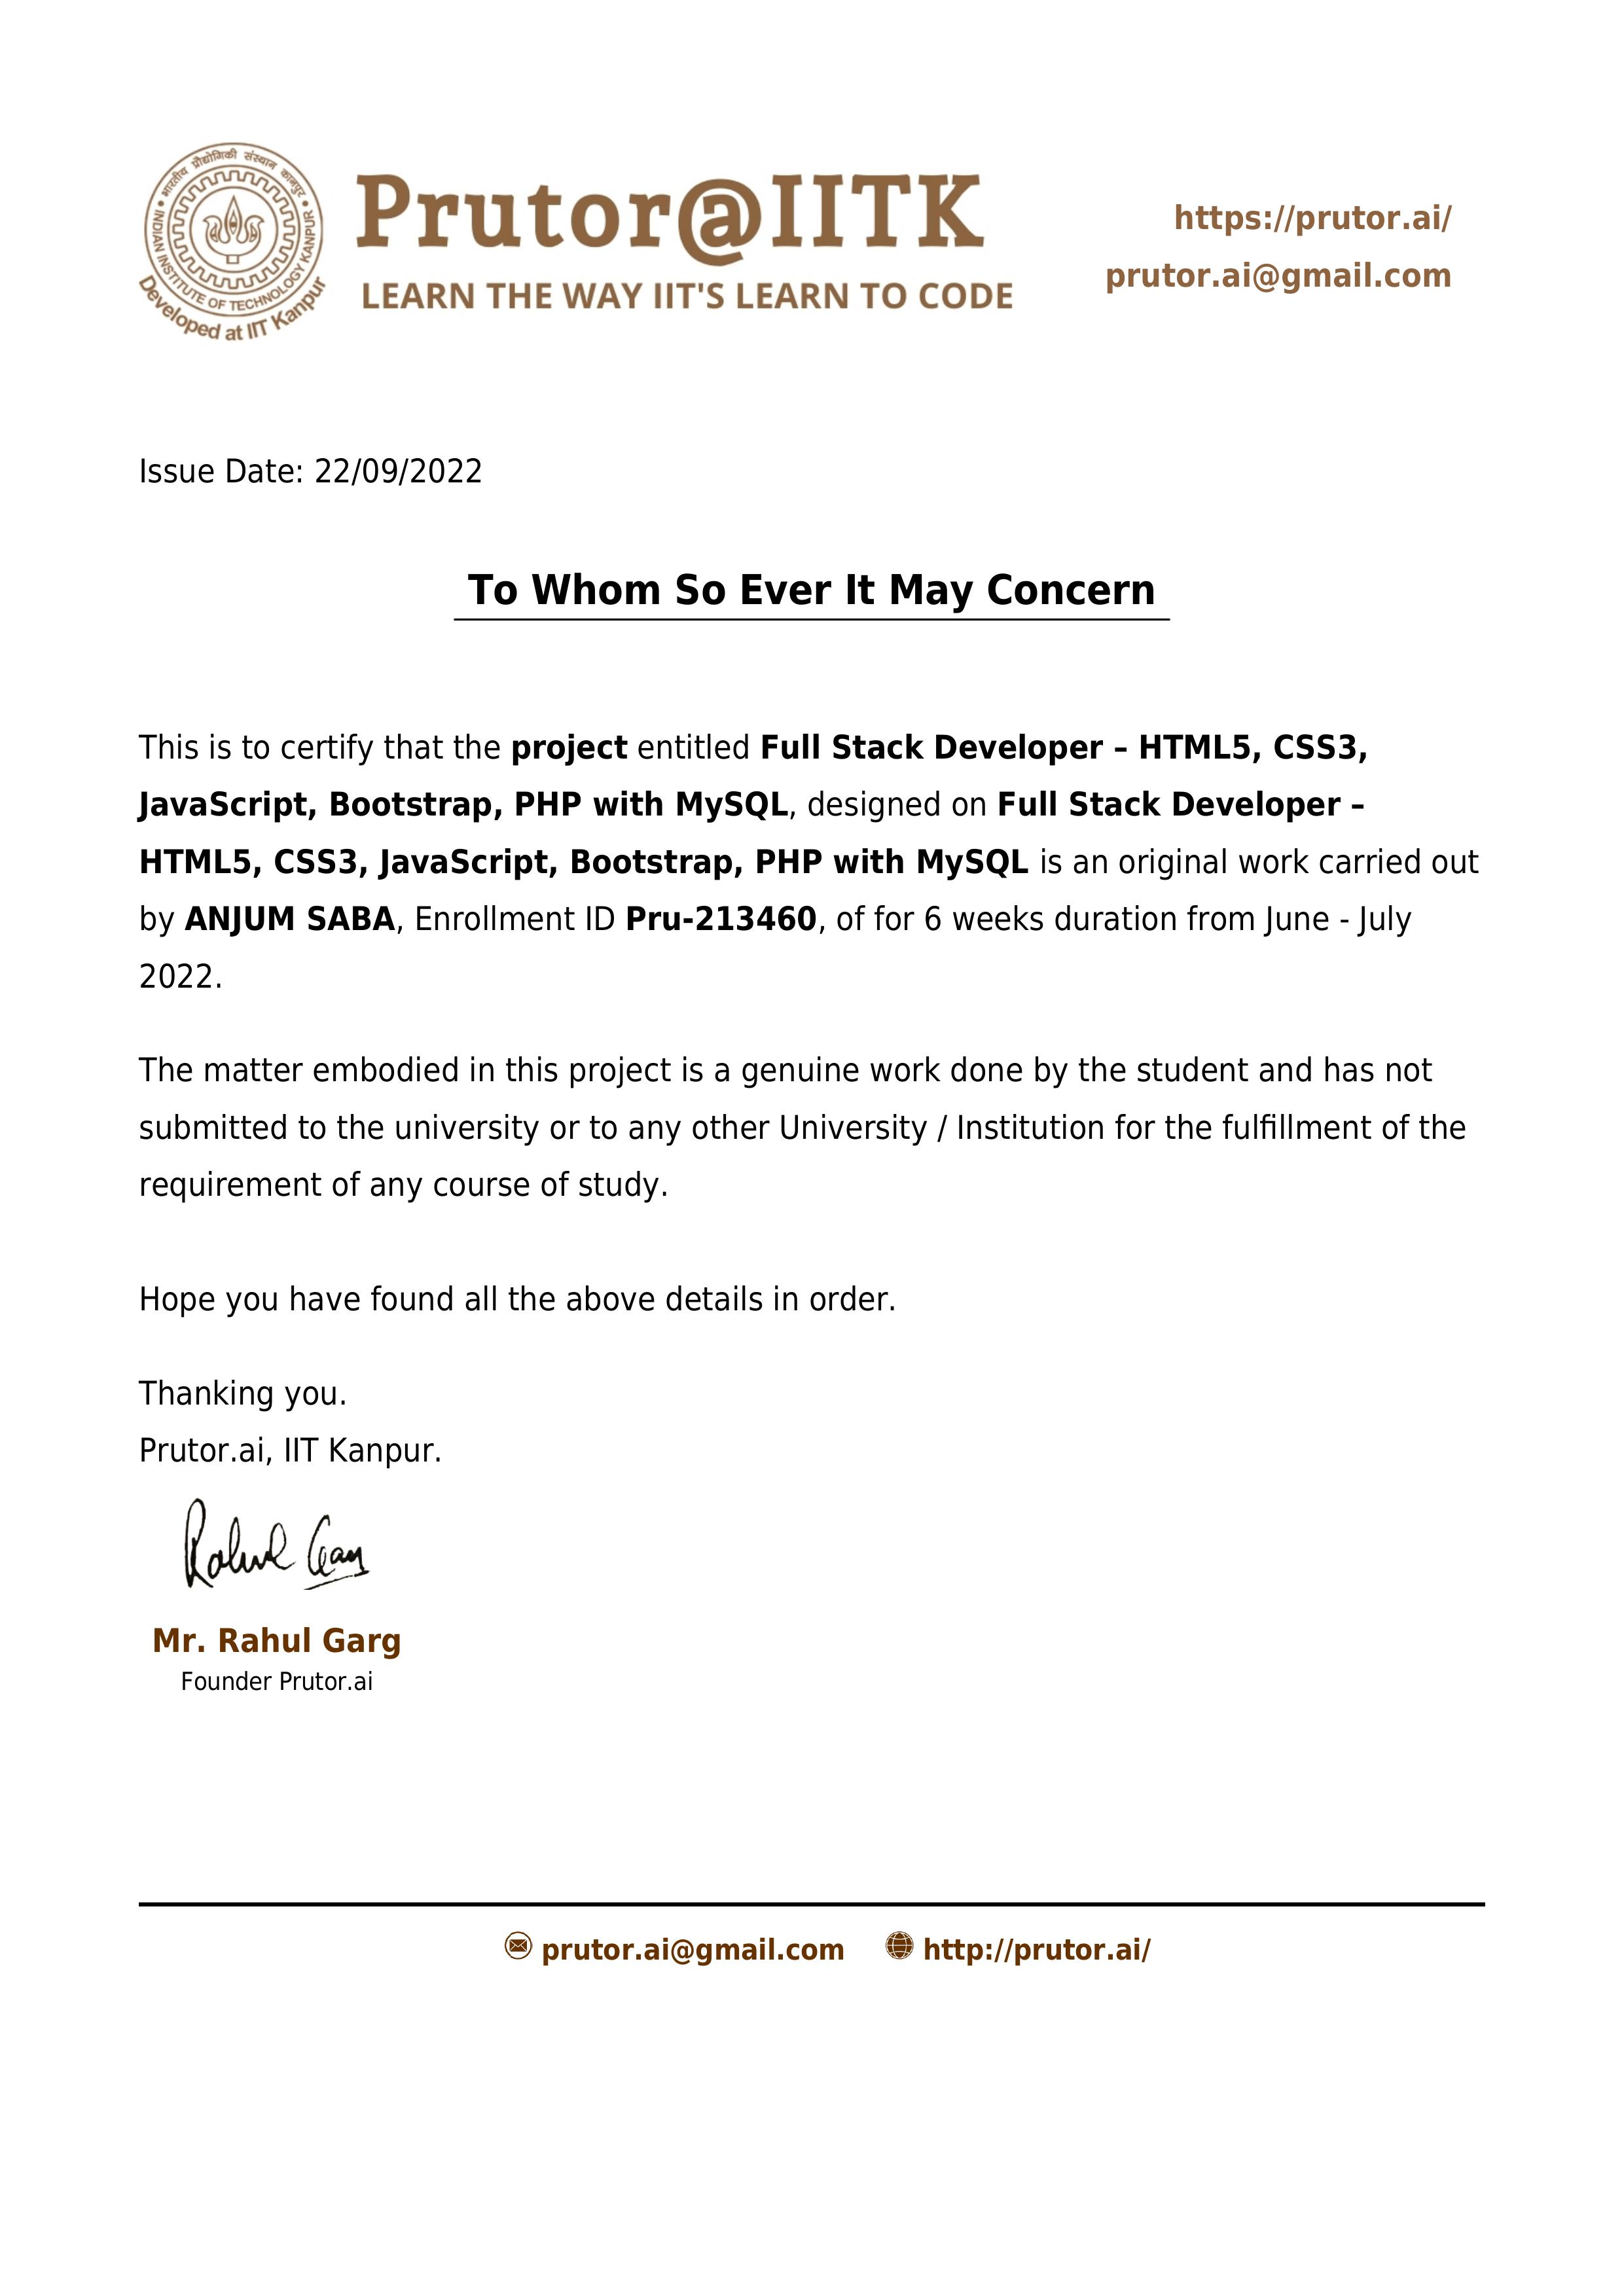 भारतीय प्रौद्योगिकी संस्थान कानपुर
INDIAN INSTITUTE OF TECHNOLOGY KANPUR
Developed at IIT Kanpur
Prutor@IITK
LEARN THE WAY IIT'S LEARN TO CODE
https://prutor.ai/
prutor.ai@gmail.com
Issue Date: 22/09/2022
To Whom So Ever It May Concern
This is to certify that the project entitled Full Stack Developer – HTML5, CSS3,
JavaScript, Bootstrap, PHP with MySQL, designed on Full Stack Developer –
HTML5, CSS3, JavaScript, Bootstrap, PHP with MySQL is an original work carried out
by ANJUM SABA, Enrollment ID Pru-213460, of for 6 weeks duration from June - July
2022.
The matter embodied in this project is a genuine work done by the student and has not
submitted to the university or to any other University / Institution for the fulfillment of the
requirement of any course of study.
Hope you have found all the above details in order.
Thanking you.
Prutor.ai, IIT Kanpur.
Rahul Garg
Mr. Rahul Garg
Founder Prutor.ai
prutor.ai@gmail.com http://prutor.ai/